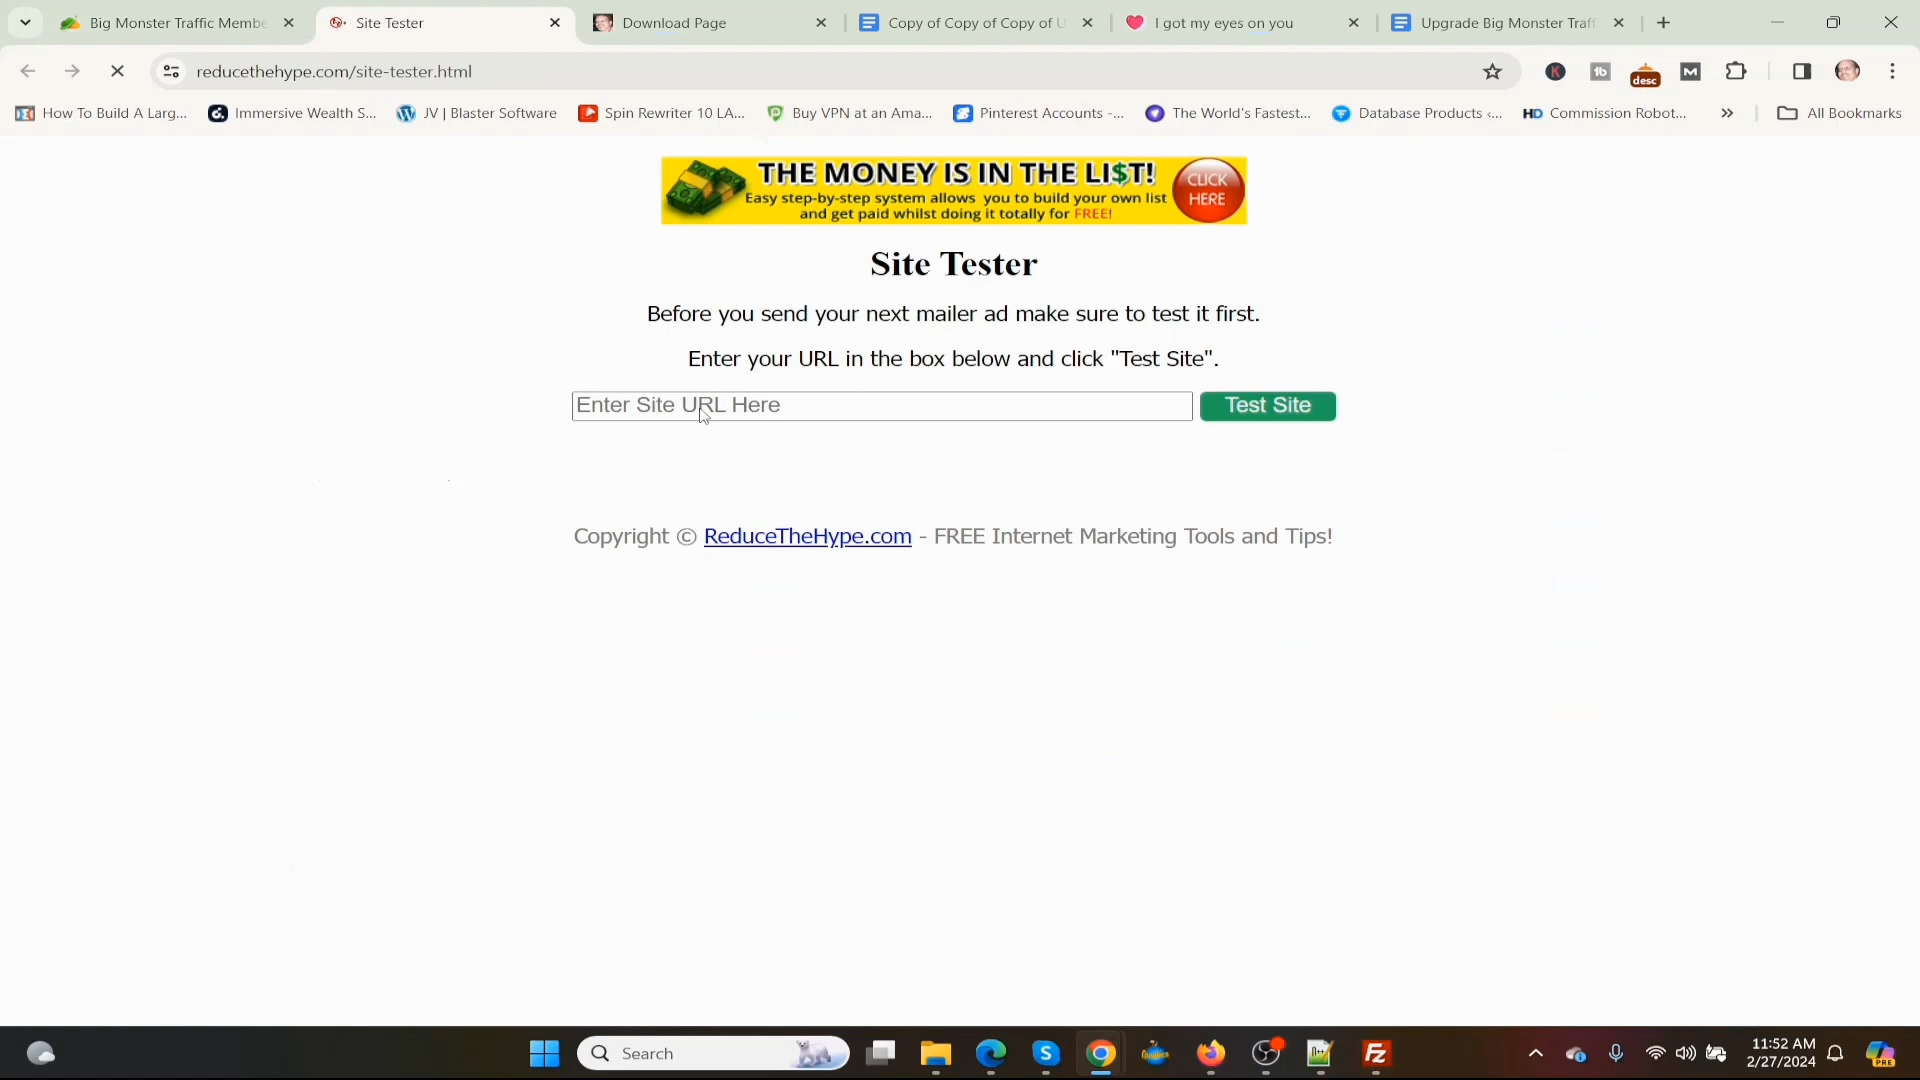 Big Monster Traffic Membe
Site Tester
Download Page
Copy of Copy of Copy of U
I got my eyes on you
Upgrade Big Monster Traff
reducethehype.com/site-tester.html
K
tb
desc
M
How To Build A Larg...
Immersive Wealth S...
JV | Blaster Software
Spin Rewriter 10 LA...
Buy VPN at an Ama...
Pinterest Accounts -...
The World's Fastest...
Database Products ‹...
HD Commission Robot...
»
All Bookmarks
THE MONEY IS IN THE LI$T!
Easy step-by-step system allows you to build your own list
and get paid whilst doing it totally for FREE!
CLICK
HERE
Site Tester
Before you send your next mailer ad make sure to test it first.
Enter your URL in the box below and click "Test Site".
Enter Site URL Here
Test Site
Copyright © ReduceTheHype.com - FREE Internet Marketing Tools and Tips!
Search
11:52 AM
2/27/2024
PRE